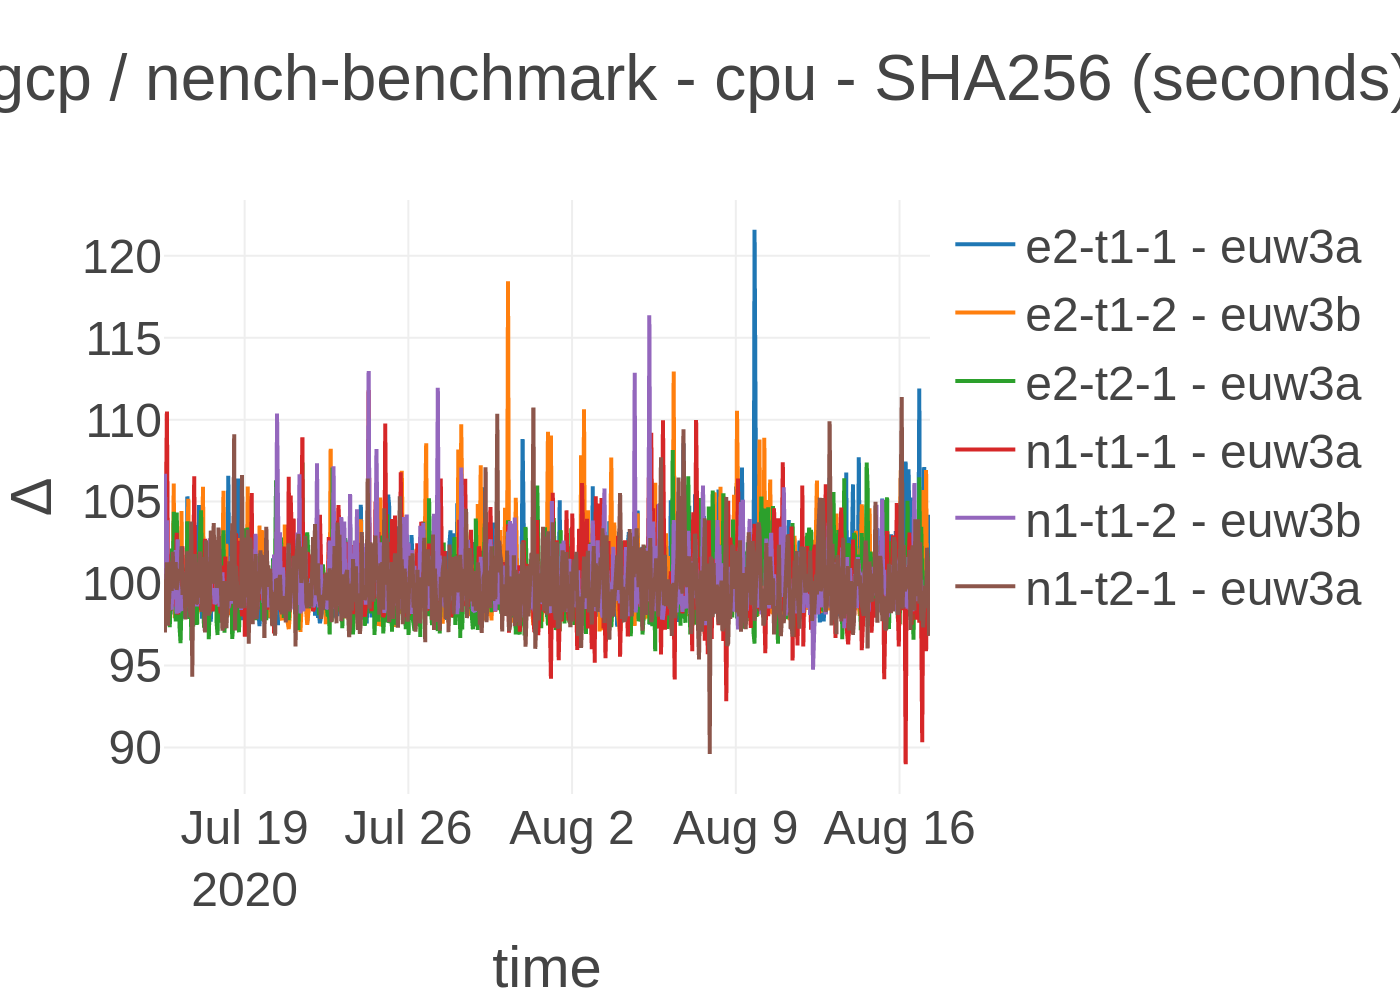 gcp / nench-benchmark - cpu - SHA256 (seconds)
120
115
110
105
100
95
90
Δ
Jul 19
2020
Jul 26
Aug 2
Aug 9
Aug 16
time
e2-t1-1 - euw3a
e2-t1-2 - euw3b
e2-t2-1 - euw3a
n1-t1-1 - euw3a
n1-t1-2 - euw3b
n1-t2-1 - euw3a